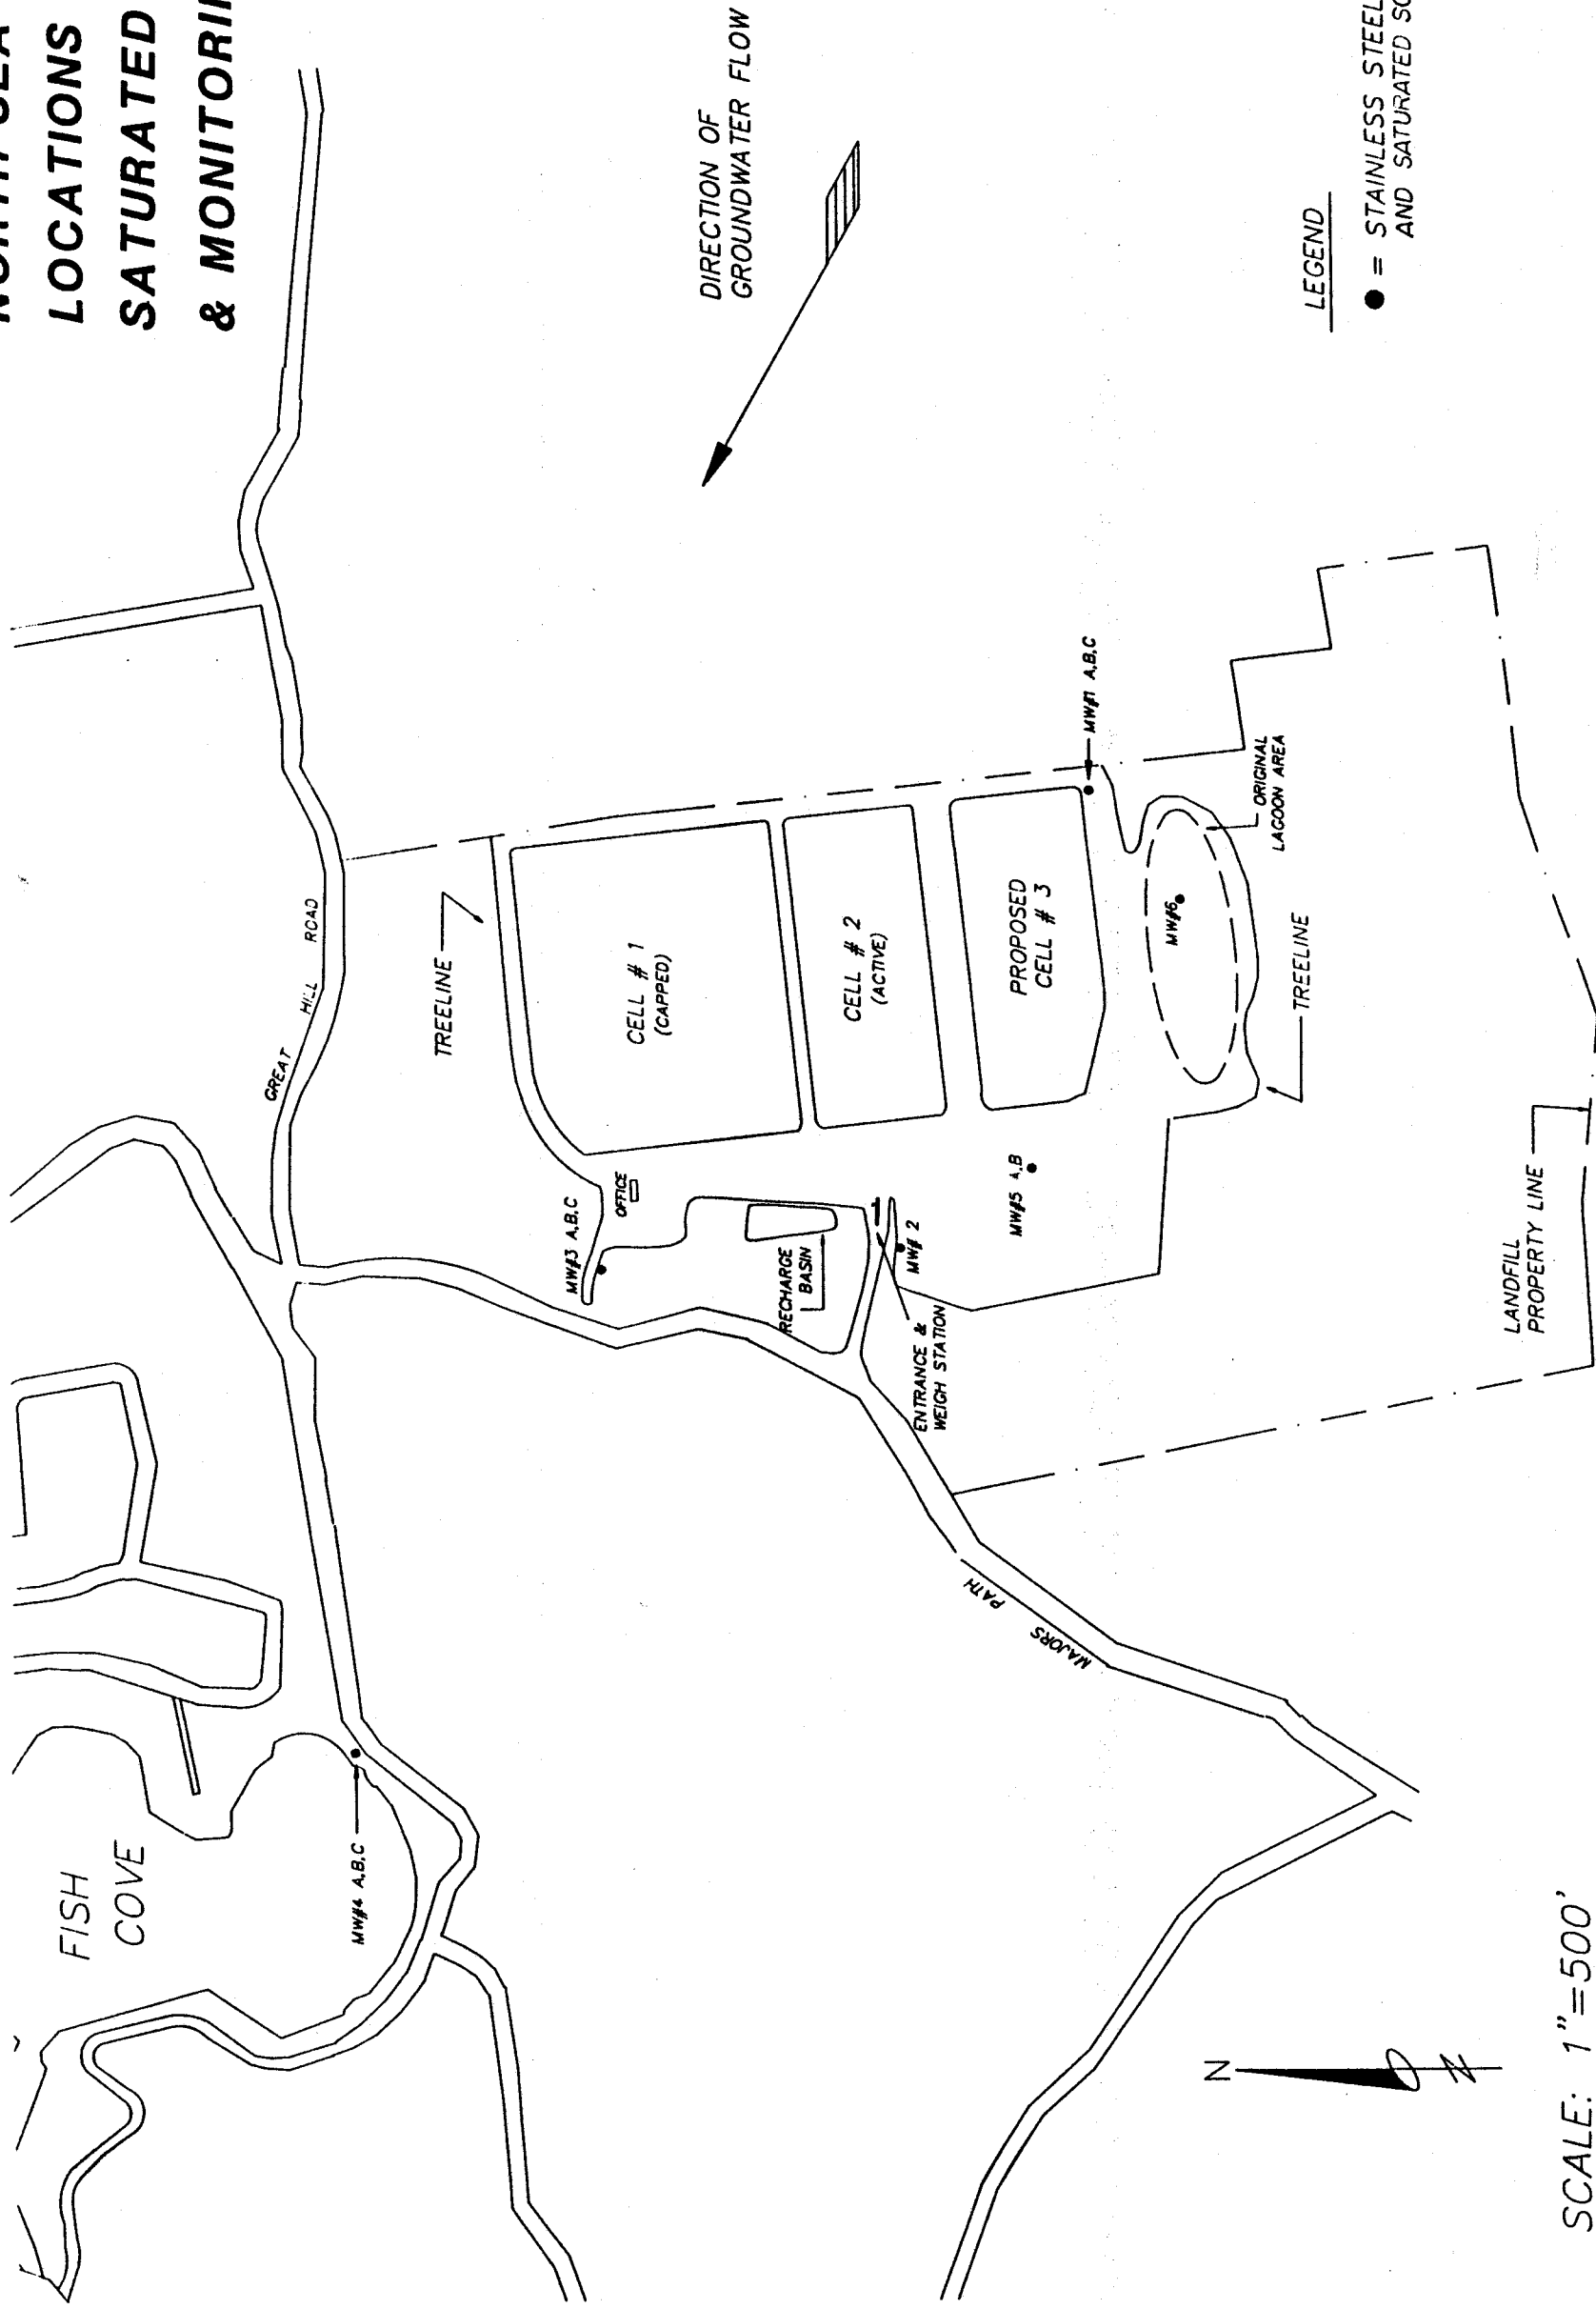 LOCATIONS
SATURATED
& MONITORI
DIRECTION OF
GROUNDWATER FLOW
LEGEND
● = STAINLESS STEEL
AND SATURATED
FISH
COVE
GREAT HILL ROAD
MW#4 A,B,C
TREELINE
CELL # 1
(CAPPED)
OFFICE
MW#3 A,B,C
RECHARGE
BASIN
CELL # 2
(ACTIVE)
MW# 2
ENTRANCE &
WEIGH STATION
PROPOSED
CELL # 3
MW#5 A,B
MW#1 A,B,C
MW#6
ORIGINAL
LAGOON AREA
TREELINE
MAJORS PATH
LANDFILL
PROPERTY LINE
N
SCALE: 1"=500'